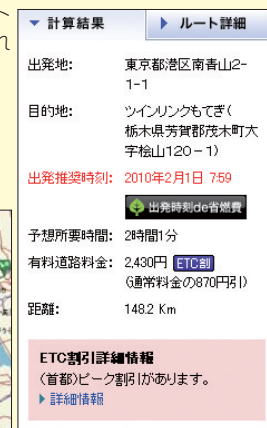 ▼ 計算結果
▶ ルート詳細
れ
出発地: 東京都港区南青山2-
1-1
目的地: ツインリンクもてぎ(
栃木県芳賀郡茂木町大
字桧山120-1)
出発推奨時刻: 2010年2月1日 7:59
出発時刻de省燃費
予想所要時間: 2時間1分
有料道路料金: 2,430円 ETC割
(通常料金の870円引)
距離: 148.2 Km
ETC割引詳細情報
(首都)ピーク割引があります。
▶ 詳細情報